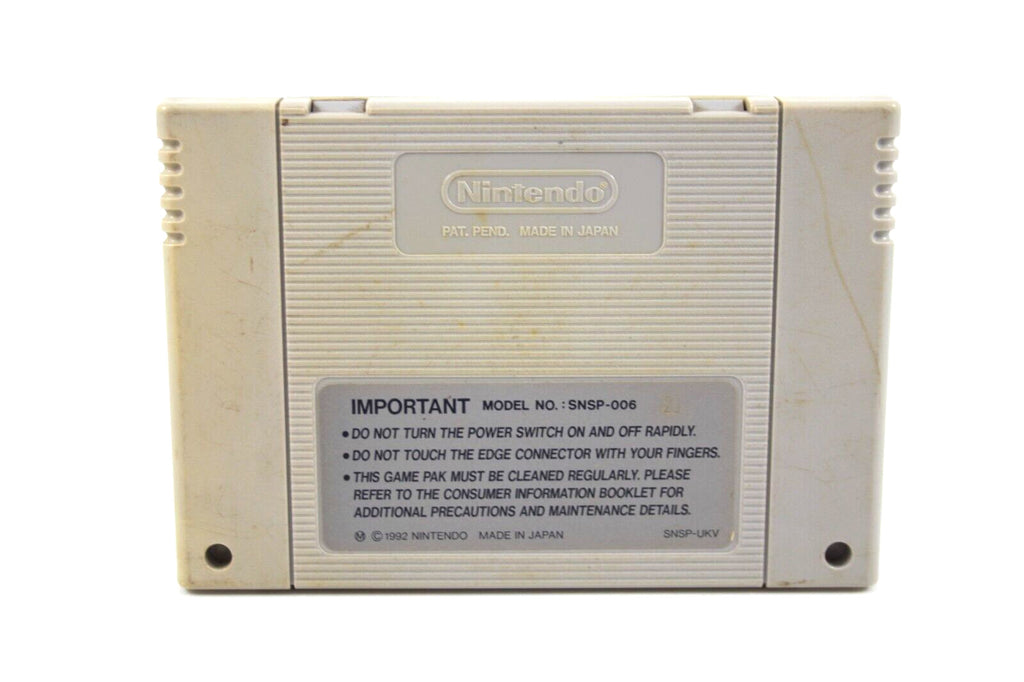 Nintendo®
PAT. PEND. MADE IN JAPAN
IMPORTANT MODEL NO. : SNSP-006
• DO NOT TURN THE POWER SWITCH ON AND OFF RAPIDLY.
• DO NOT TOUCH THE EDGE CONNECTOR WITH YOUR FINGERS.
• THIS GAME PAK MUST BE CLEANED REGULARLY. PLEASE
REFER TO THE CONSUMER INFORMATION BOOKLET FOR
ADDITIONAL PRECAUTIONS AND MAINTENANCE DETAILS.
Ⓜ ©1992 NINTENDO MADE IN JAPAN SNSP-UKV